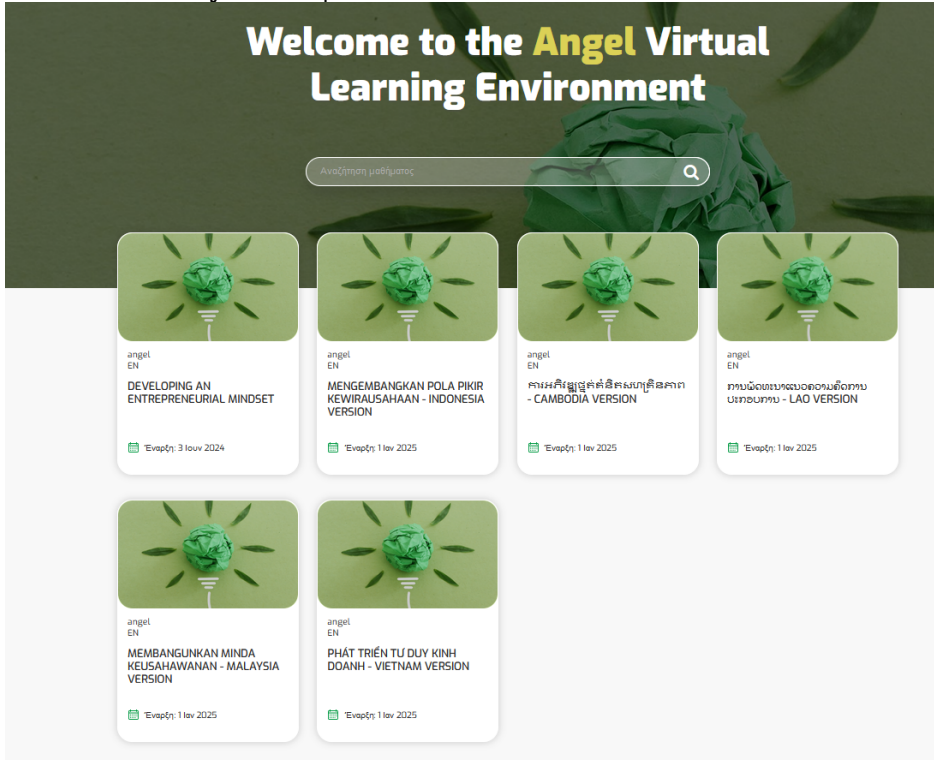 Welcome to the Angel Virtual
Learning Environment
Αναζήτηση μαθήματος
angel
EN
DEVELOPING AN
ENTREPRENEURIAL MINDSET
Έναρξη: 3 Ιουν 2024
angel
EN
MENGEMBANGKAN POLA PIKIR
KEWIRAUSAHAAN - INDONESIA
VERSION
Έναρξη: 1 Ιαν 2025
angel
EN
ការអភិវឌ្ឍផ្នត់គំនិតសហគ្រិនភាព
- CAMBODIA VERSION
Έναρξη: 1 Ιαν 2025
angel
EN
ການພັດທະນາແນວຄວາມຄິດການ
ປະກອບການ - LAO VERSION
Έναρξη: 1 Ιαν 2025
angel
EN
MEMBANGUNKAN MINDA
KEUSAHAWANAN - MALAYSIA
VERSION
Έναρξη: 1 Ιαν 2025
angel
EN
PHÁT TRIỂN TƯ DUY KINH
DOANH - VIETNAM VERSION
Έναρξη: 1 Ιαν 2025